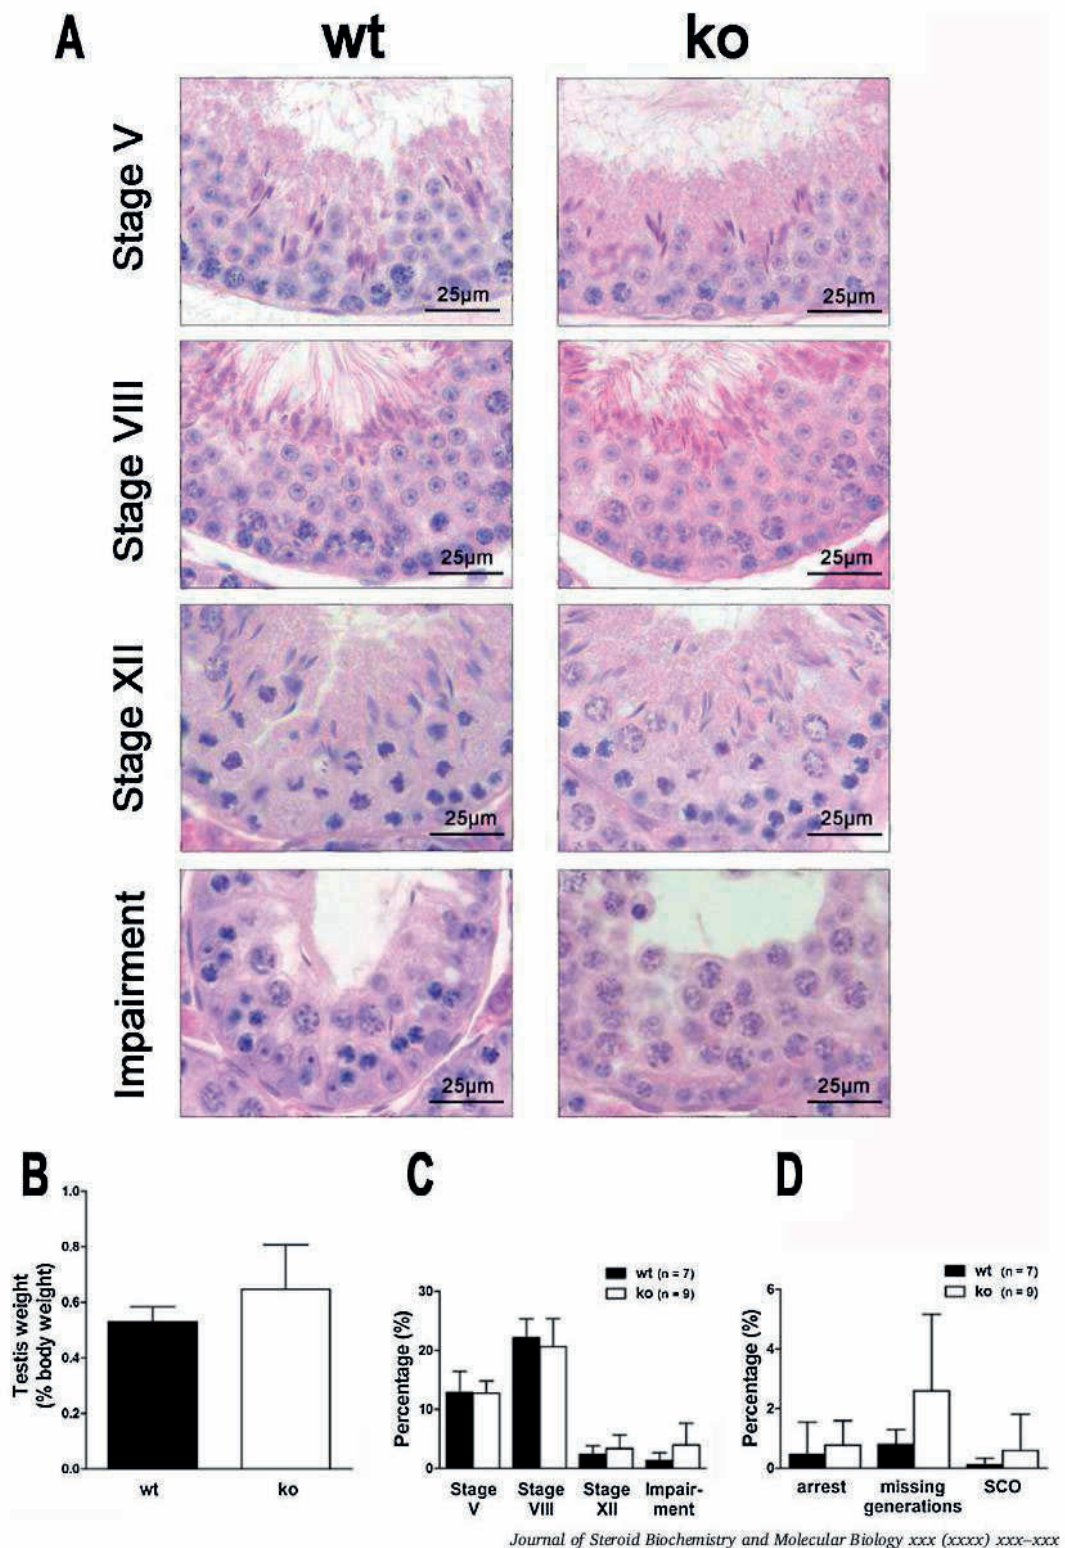 A
wt
ko
Stage V
25µm
25µm
Stage VIII
25µm
25µm
Stage XII
25µm
25µm
Impairment
25µm
25µm
B
Testis weight
(% body weight)
1.0
0.8
0.6
0.4
0.2
0.0
wt
ko
C
wt (n = 7)
ko (n = 9)
Percentage (%)
30
20
10
0
Stage
V
Stage
VIII
Stage
XII
Impair-
ment
D
wt (n = 7)
ko (n = 9)
Percentage (%)
6
4
2
0
arrest
missing
generations
SCO
Journal of Steroid Biochemistry and Molecular Biology xxx (xxxx) xxx–xxx